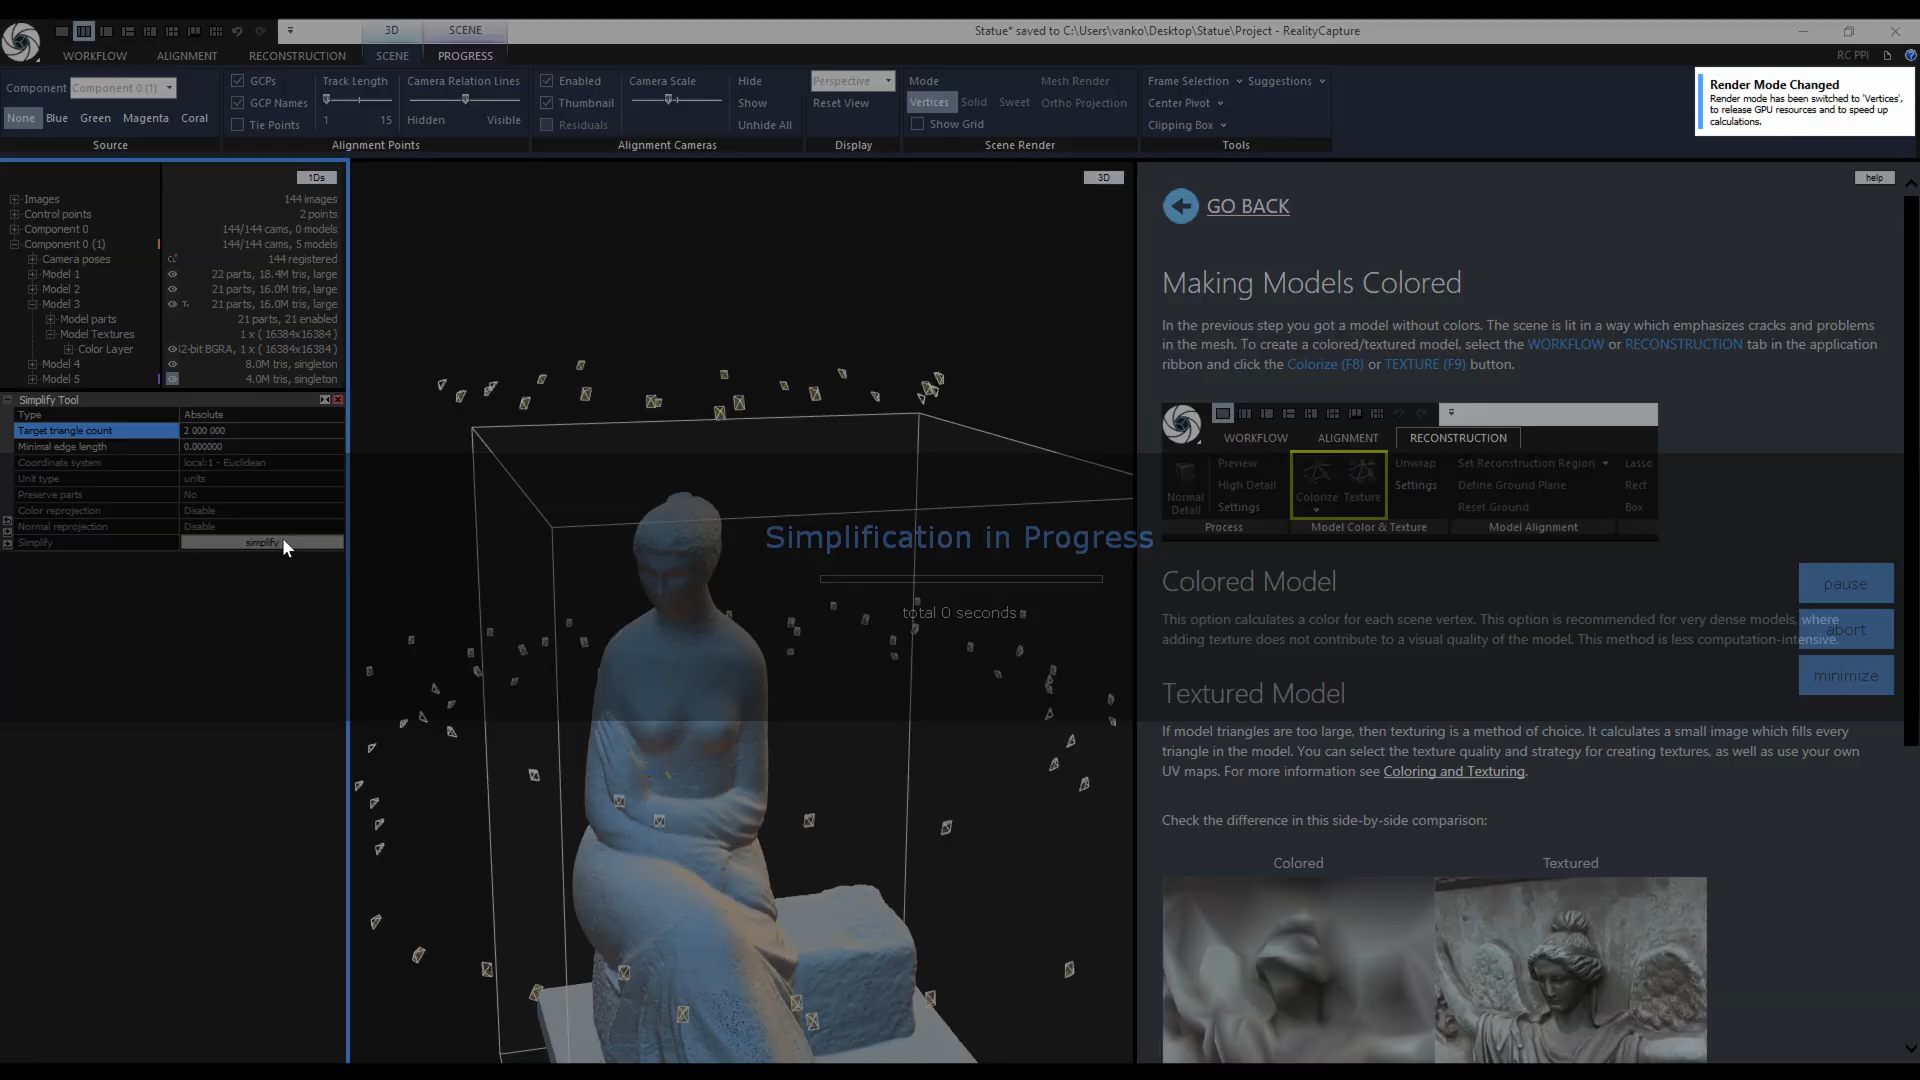 3D
SCENE
Statue* saved to C:\Users\vanko\Desktop\Statue\Project - RealityCapture
WORKFLOW
ALIGNMENT
RECONSTRUCTION
SCENE
PROGRESS
RC PPI
Component
Component 0 (1)
None Blue Green Magenta Coral
Source
GCPs
GCP Names
Tie Points
Track Length
1 15
Camera Relation Lines
Hidden Visible
Alignment Points
Enabled
Thumbnail
Residuals
Camera Scale
Alignment Cameras
Hide
Show
Unhide All
Perspective
Reset View
Display
Mode
Vertices Solid Sweet
Show Grid
Mesh Render
Ortho Projection
Scene Render
Frame Selection
Suggestions
Center Pivot
Clipping Box
Tools
Render Mode Changed
Render mode has been switched to 'Vertices',
to release GPU resources and to speed up
calculations.
1Ds
Images 144 images
Control points 2 points
Component 0 144/144 cams, 0 models
Component 0 (1) 144/144 cams, 5 models
Camera poses 144 registered
Model 1 22 parts, 18.4M tris, large
Model 2 21 parts, 16.0M tris, large
Model 3 21 parts, 16.0M tris, large
Model parts 21 parts, 21 enabled
Model Textures 1 x ( 16384x16384 )
Color Layer 32-bit BGRA, 1 x ( 16384x16384 )
Model 4 8.0M tris, singleton
Model 5 4.0M tris, singleton
Simplify Tool
Type Absolute
Target triangle count 2 000 000
Minimal edge length 0.000000
Coordinate system local:1 - Euclidean
Unit type units
Preserve parts No
Color reprojection Disable
Normal reprojection Disable
Simplify simplify
3D
Simplification in Progress
total 0 seconds
help
GO BACK
Making Models Colored
In the previous step you got a model without colors. The scene is lit in a way which emphasizes cracks and problems
in the mesh. To create a colored/textured model, select the WORKFLOW or RECONSTRUCTION tab in the application
ribbon and click the Colorize (F8) or TEXTURE (F9) button.
WORKFLOW
ALIGNMENT
RECONSTRUCTION
Normal
Detail
Preview
High Detail
Settings
Process
Colorize
Texture
Unwrap
Settings
Model Color & Texture
Set Reconstruction Region
Define Ground Plane
Reset Ground
Model Alignment
Lasso
Rect
Box
Colored Model
This option calculates a color for each scene vertex. This option is recommended for very dense models, where
adding texture does not contribute to a visual quality of the model. This method is less computation-intensive.
pause
abort
minimize
Textured Model
If model triangles are too large, then texturing is a method of choice. It calculates a small image which fills every
triangle in the model. You can select the texture quality and strategy for creating textures, as well as use your own
UV maps. For more information see Coloring and Texturing.
Check the difference in this side-by-side comparison:
Colored
Textured